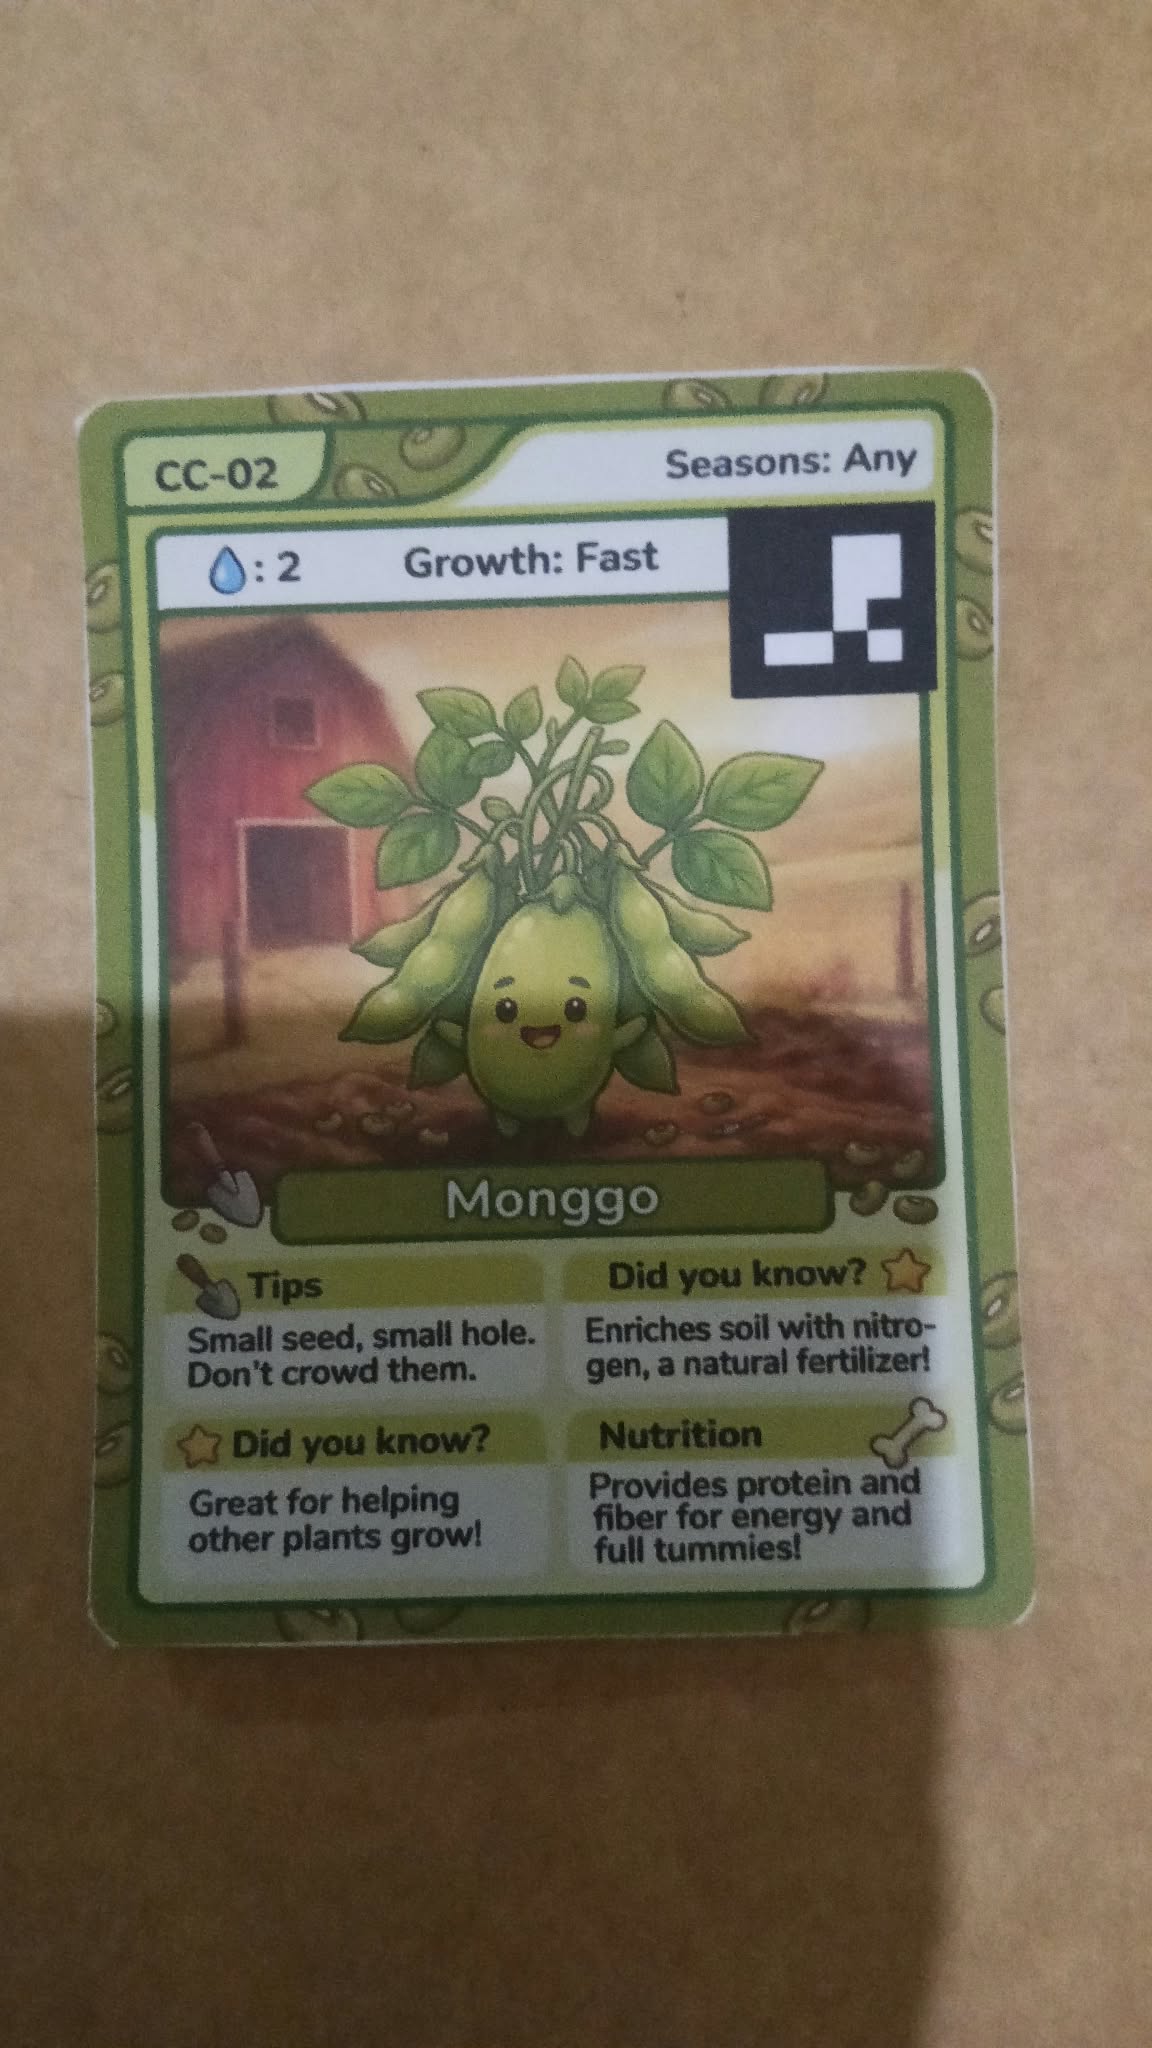 CC-02
Seasons: Any
: 2
Growth: Fast
Monggo
Tips
Small seed, small hole.
Don't crowd them.
Did you know?
Enriches soil with nitro-
gen, a natural fertilizer!
Did you know?
Great for helping
other plants grow!
Nutrition
Provides protein and
fiber for energy and
full tummies!